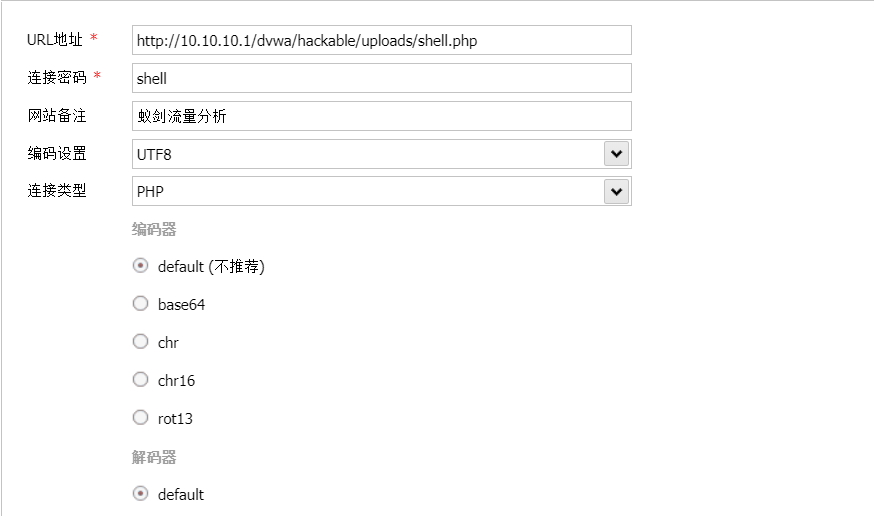 URL地址 * http://10.10.10.1/dvwa/hackable/uploads/shell.php
连接密码 * shell
网站备注 蚁剑流量分析
编码设置 UTF8
连接类型 PHP
编码器
default (不推荐)
base64
chr
chr16
rot13
解码器
default